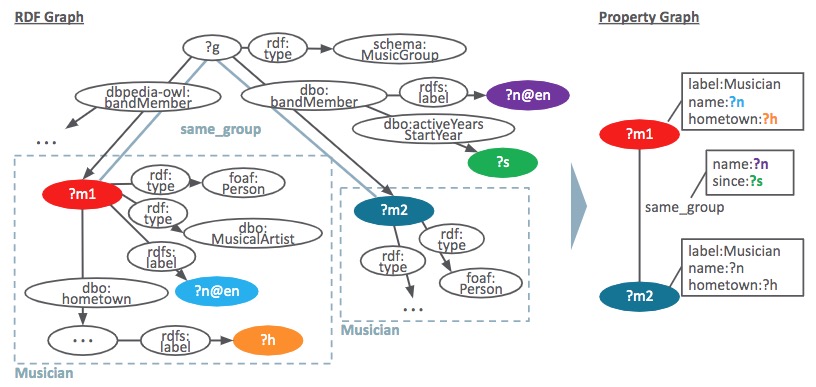 RDF Graph
Property Graph
?g
rdf:
type
schema:
MusicGroup
dbpedia-owl:
bandMember
dbo:
bandMember
rdfs:
label
?n@en
same_group
dbo:activeYears
StartYear
?s
...
?m1
rdf:
type
foaf:
Person
rdf:
type
dbo:
MusicalArtist
rdfs:
label
?n@en
dbo:
hometown
...
rdfs:
label
?h
Musician
?m2
rdf:
type
rdf:
type
foaf:
Person
...
Musician
label:Musician
name:?n
hometown:?h
?m1
name:?n
since:?s
same_group
label:Musician
name:?n
hometown:?h
?m2